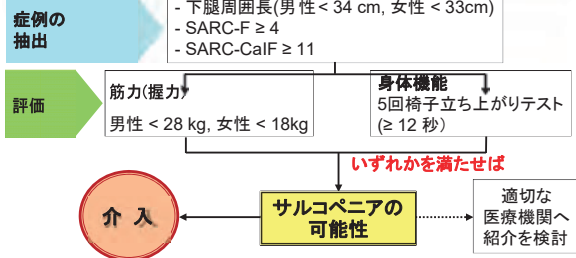 症例の
抽出
- 下腿周囲長(男性< 34 cm, 女性< 33cm)
- SARC-F ≥ 4
- SARC-CalF ≥ 11
評価
筋力(握力)
男性 < 28 kg, 女性 < 18kg
身体機能
5回椅子立ち上がりテスト
(≥ 12 秒)
いずれかを満たせば
介 入
サルコペニアの
可能性
適切な
医療機関へ
紹介を検討